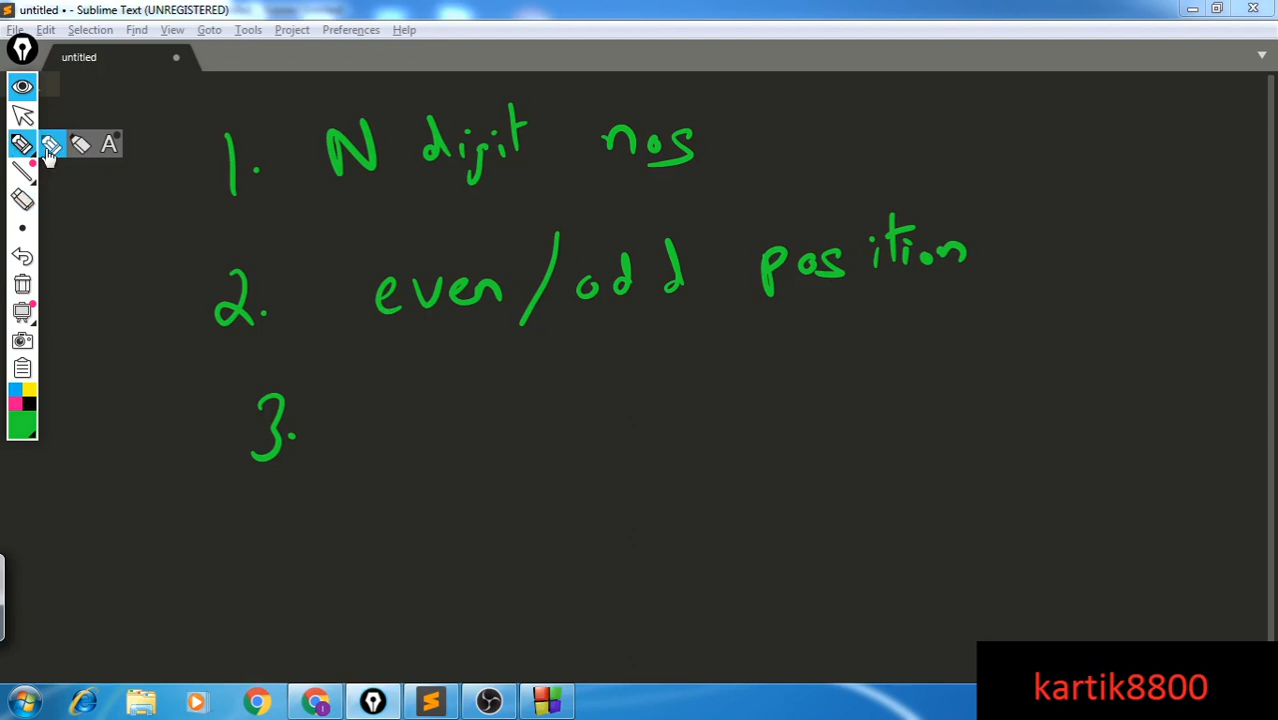 untitled • - Sublime Text (UNREGISTERED)
File Edit Selection Find View Goto Tools Project Preferences Help
untitled
A
1. N digit nos
2. even/odd position
3.
kartik8800